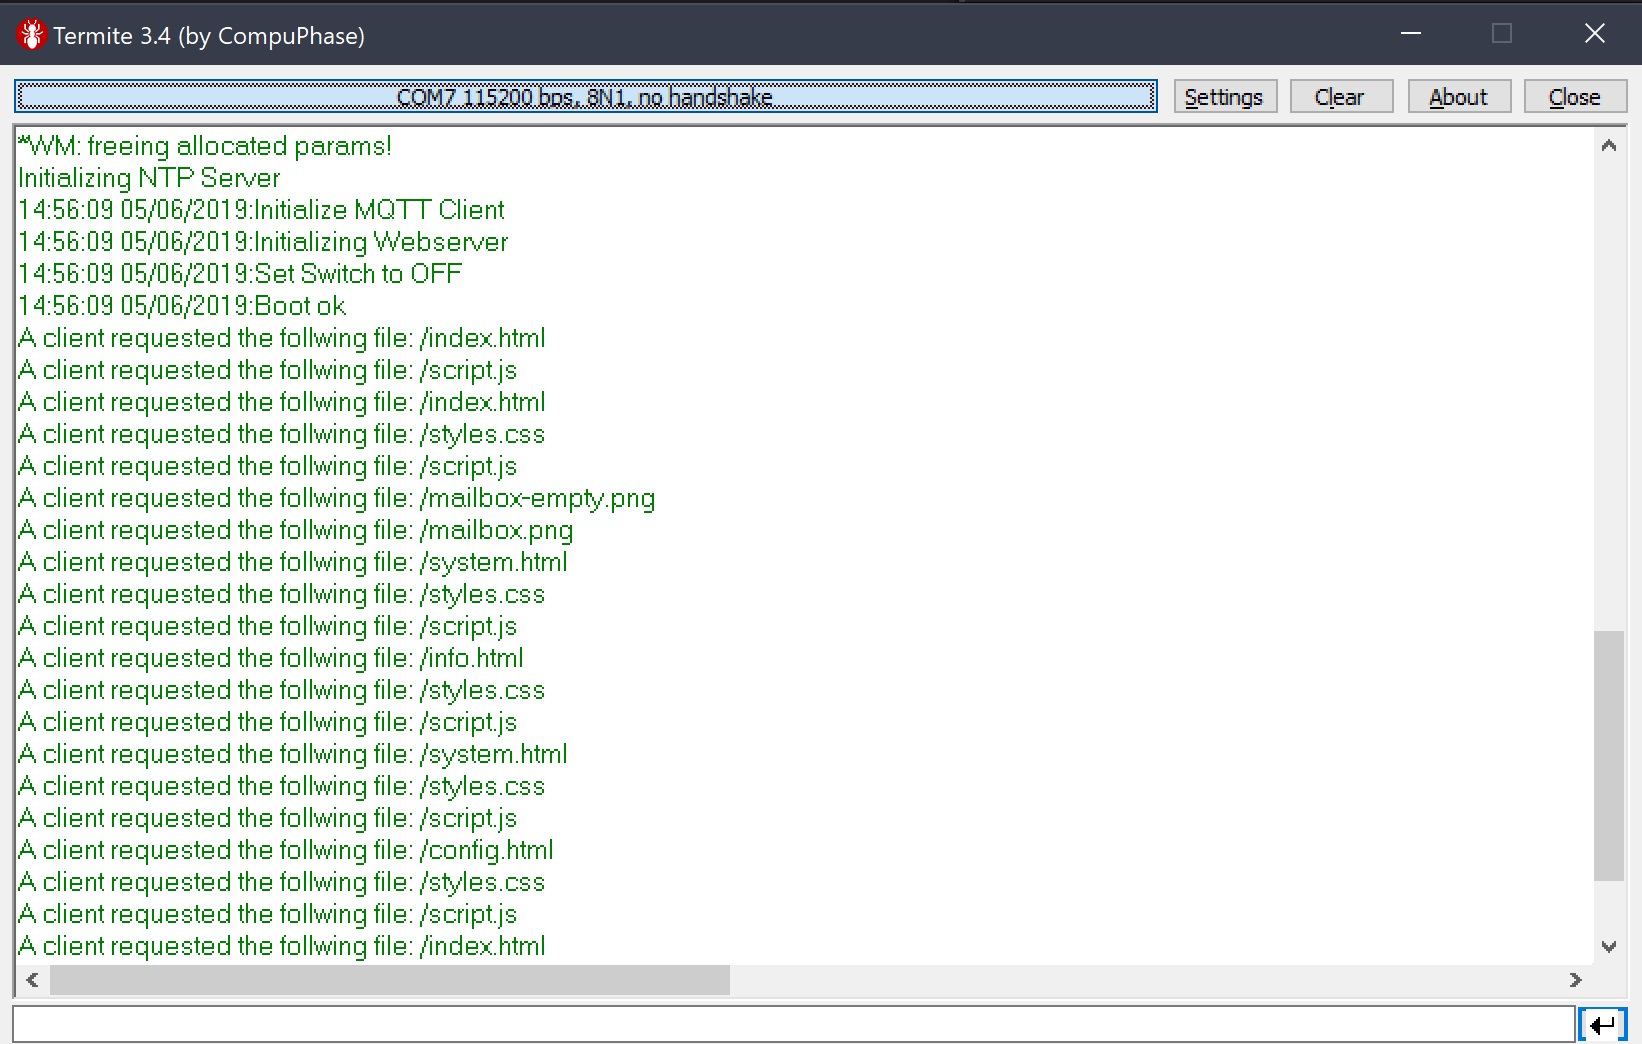 Termite 3.4 (by CompuPhase)
COM7 115200 bps, 8N1, no handshake Settings Clear About Close
*WM: freeing allocated params!
Initializing NTP Server
14:56:09 05/06/2019:Initialize MQTT Client
14:56:09 05/06/2019:Initializing Webserver
14:56:09 05/06/2019:Set Switch to OFF
14:56:09 05/06/2019:Boot ok
A client requested the follwing file: /index.html
A client requested the follwing file: /script.js
A client requested the follwing file: /index.html
A client requested the follwing file: /styles.css
A client requested the follwing file: /script.js
A client requested the follwing file: /mailbox-empty.png
A client requested the follwing file: /mailbox.png
A client requested the follwing file: /system.html
A client requested the follwing file: /styles.css
A client requested the follwing file: /script.js
A client requested the follwing file: /info.html
A client requested the follwing file: /styles.css
A client requested the follwing file: /script.js
A client requested the follwing file: /system.html
A client requested the follwing file: /styles.css
A client requested the follwing file: /script.js
A client requested the follwing file: /config.html
A client requested the follwing file: /styles.css
A client requested the follwing file: /script.js
A client requested the follwing file: /index.html